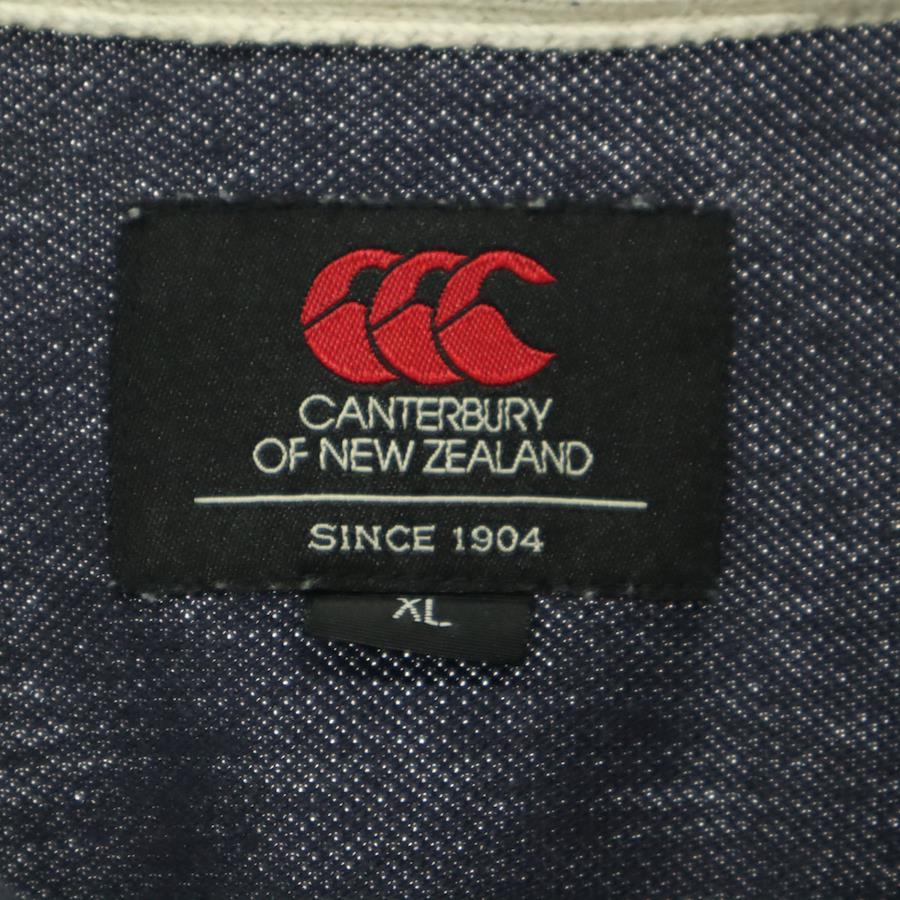 CANTERBURY
OF NEW ZEALAND
SINCE 1904
XL